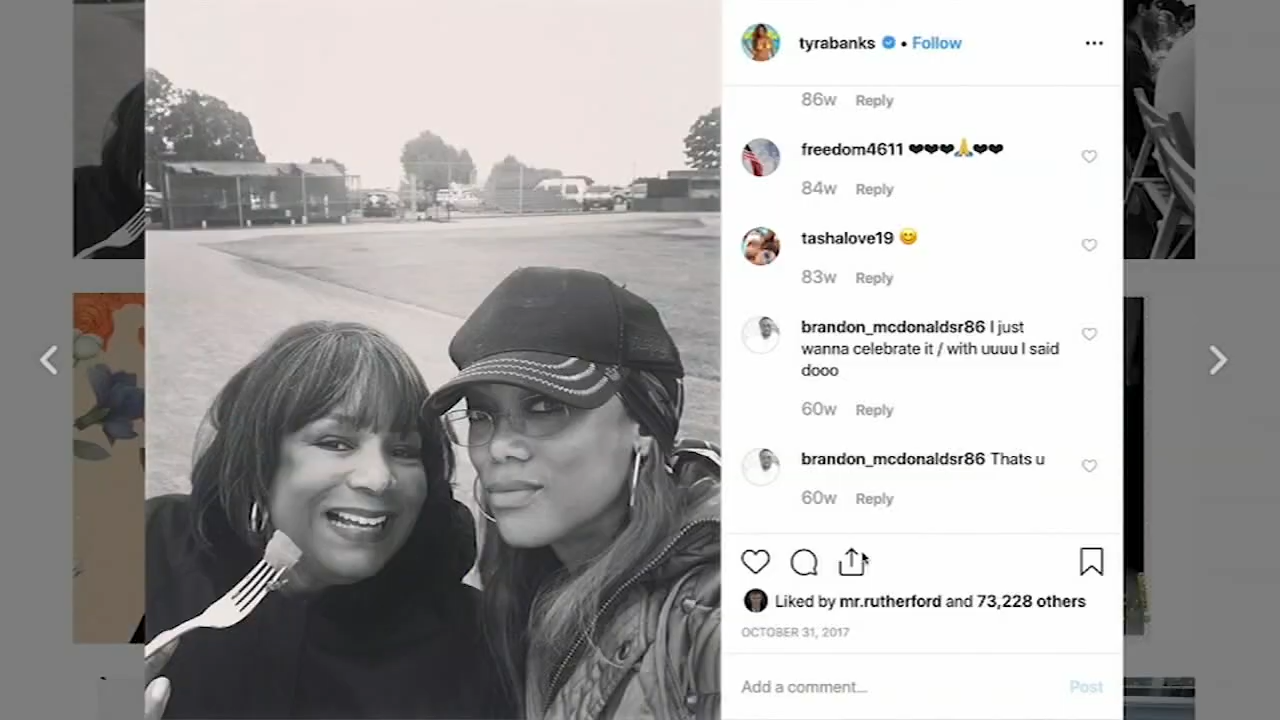 tyrabanks • Follow
86w Reply
freedom4611 ❤❤❤🙏❤❤
84w Reply
tashalove19 😊
83w Reply
brandon_mcdonaldsr86 I just
wanna celebrate it / with uuuu I said
dooo
60w Reply
brandon_mcdonaldsr86 Thats u
60w Reply
Liked by mr.rutherford and 73,228 others
OCTOBER 31, 2017
Add a comment... Post